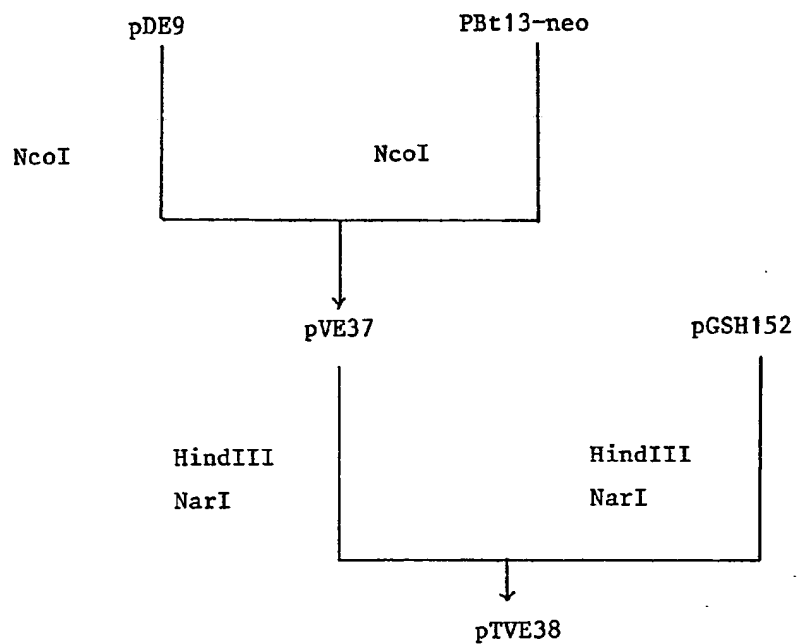 pDE9 PBt13-neo
NcoI NcoI
pVE37 pGSH152
HindIII HindIII
NarI NarI
pTVE38